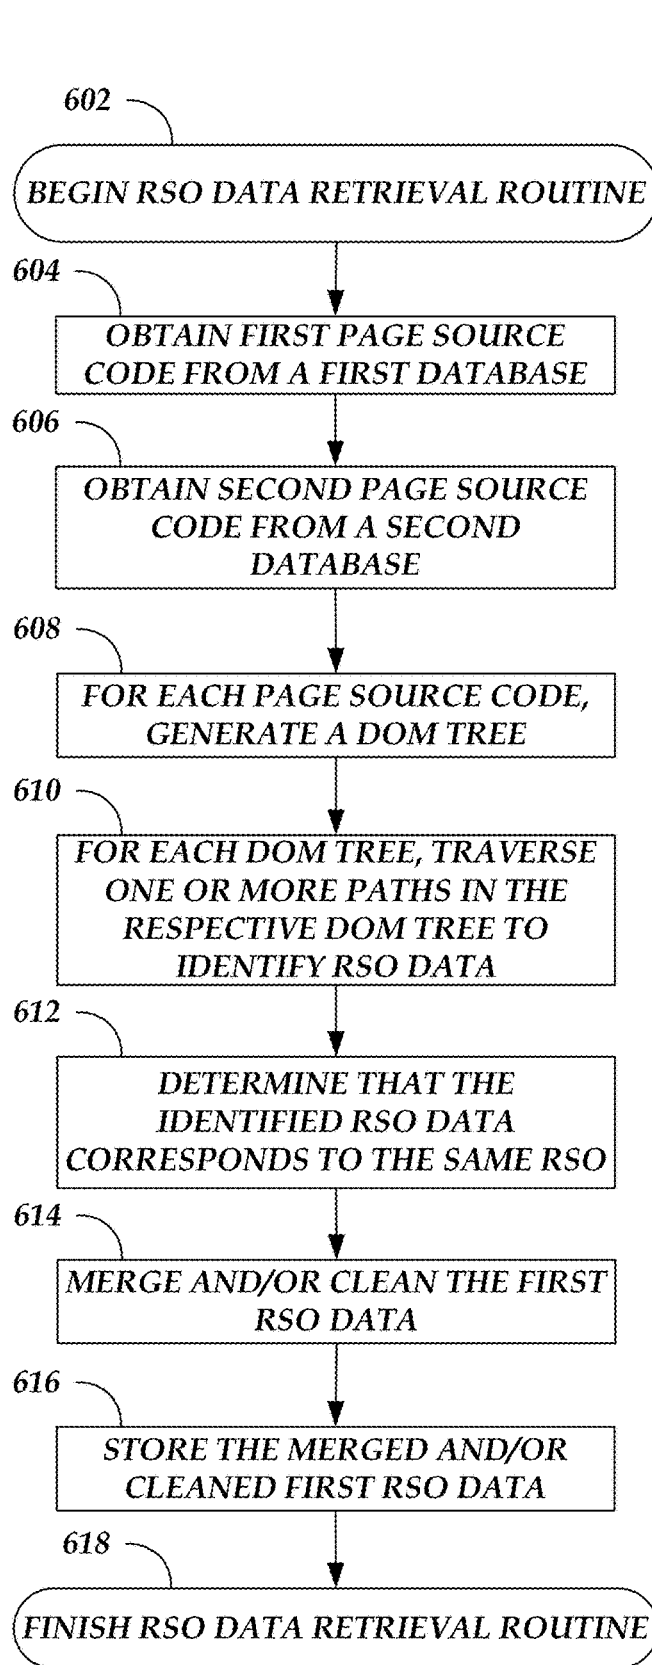 602
BEGIN RSO DATA RETRIEVAL ROUTINE
604
OBTAIN FIRST PAGE SOURCE
CODE FROM A FIRST DATABASE
606
OBTAIN SECOND PAGE SOURCE
CODE FROM A SECOND
DATABASE
608
FOR EACH PAGE SOURCE CODE,
GENERATE A DOM TREE
610
FOR EACH DOM TREE, TRAVERSE
ONE OR MORE PATHS IN THE
RESPECTIVE DOM TREE TO
IDENTIFY RSO DATA
612
DETERMINE THAT THE
IDENTIFIED RSO DATA
CORRESPONDS TO THE SAME RSO
614
MERGE AND/OR CLEAN THE FIRST
RSO DATA
616
STORE THE MERGED AND/OR
CLEANED FIRST RSO DATA
618
FINISH RSO DATA RETRIEVAL ROUTINE